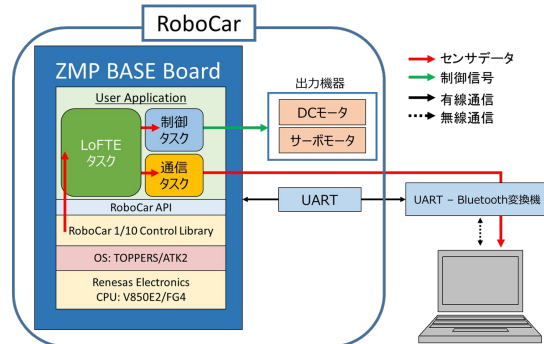 RoboCar
ZMP BASE Board
User Application
LoFTE
タスク
制御
タスク
通信
タスク
RoboCar API
RoboCar 1/10 Control Library
OS: TOPPERS/ATK2
Renesas Electronics
CPU: V850E2/FG4
出力機器
DCモータ
サーボモータ
UART
UART – Bluetooth変換機
センサデータ
制御信号
有線通信
無線通信